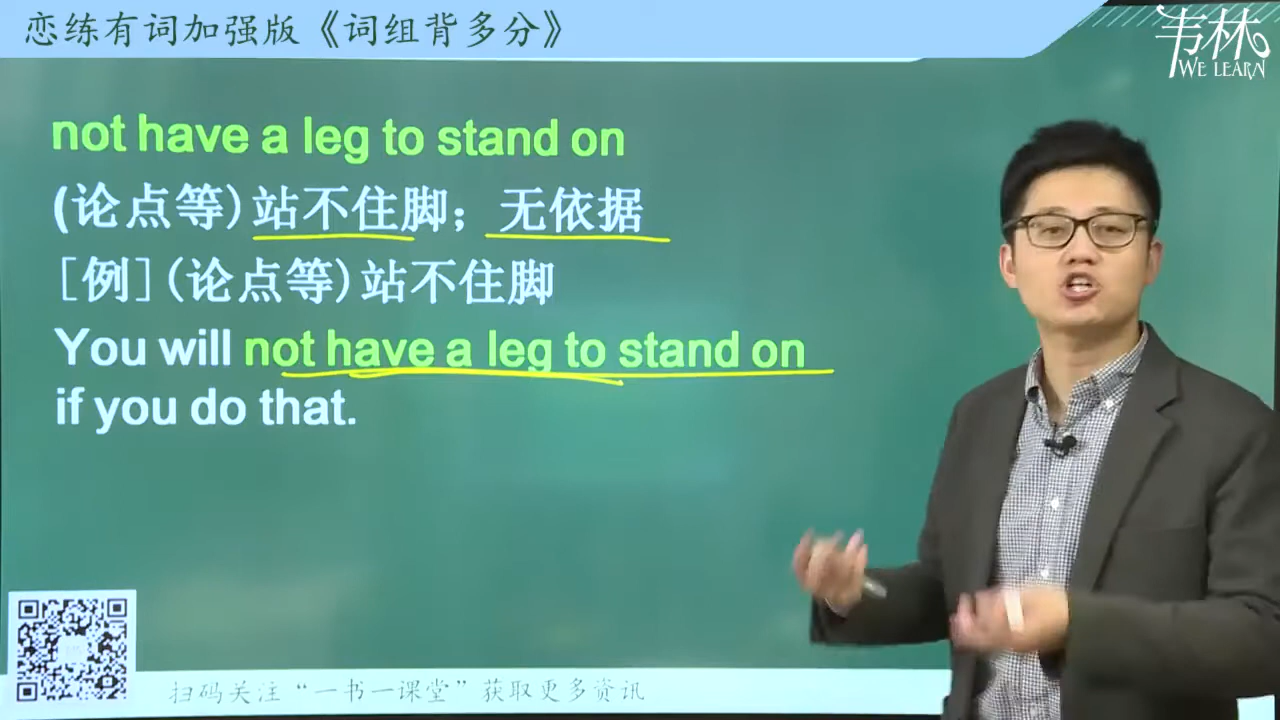 恋练有词加强版《词组背多分》
韦林
WE LEARN
not have a leg to stand on
(论点等)站不住脚；无依据
[例](论点等)站不住脚
You will not have a leg to stand on
if you do that.
扫码关注“一书一课堂”获取更多资讯